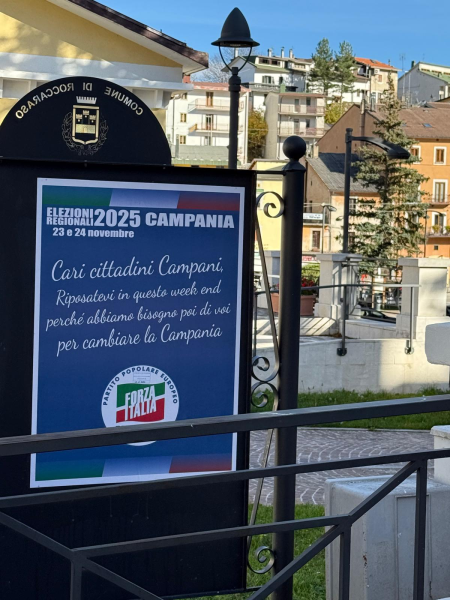 COMUNE DI ROCCARASO
ELEZIONI
REGIONALI 2025 CAMPANIA
23 e 24 novembre
Cari cittadini Campani,
Riposatevi in questo week end
perché abbiamo bisogno poi di voi
per cambiare la Campania
PARTITO POPOLARE EUROPEO
FORZA
ITALIA